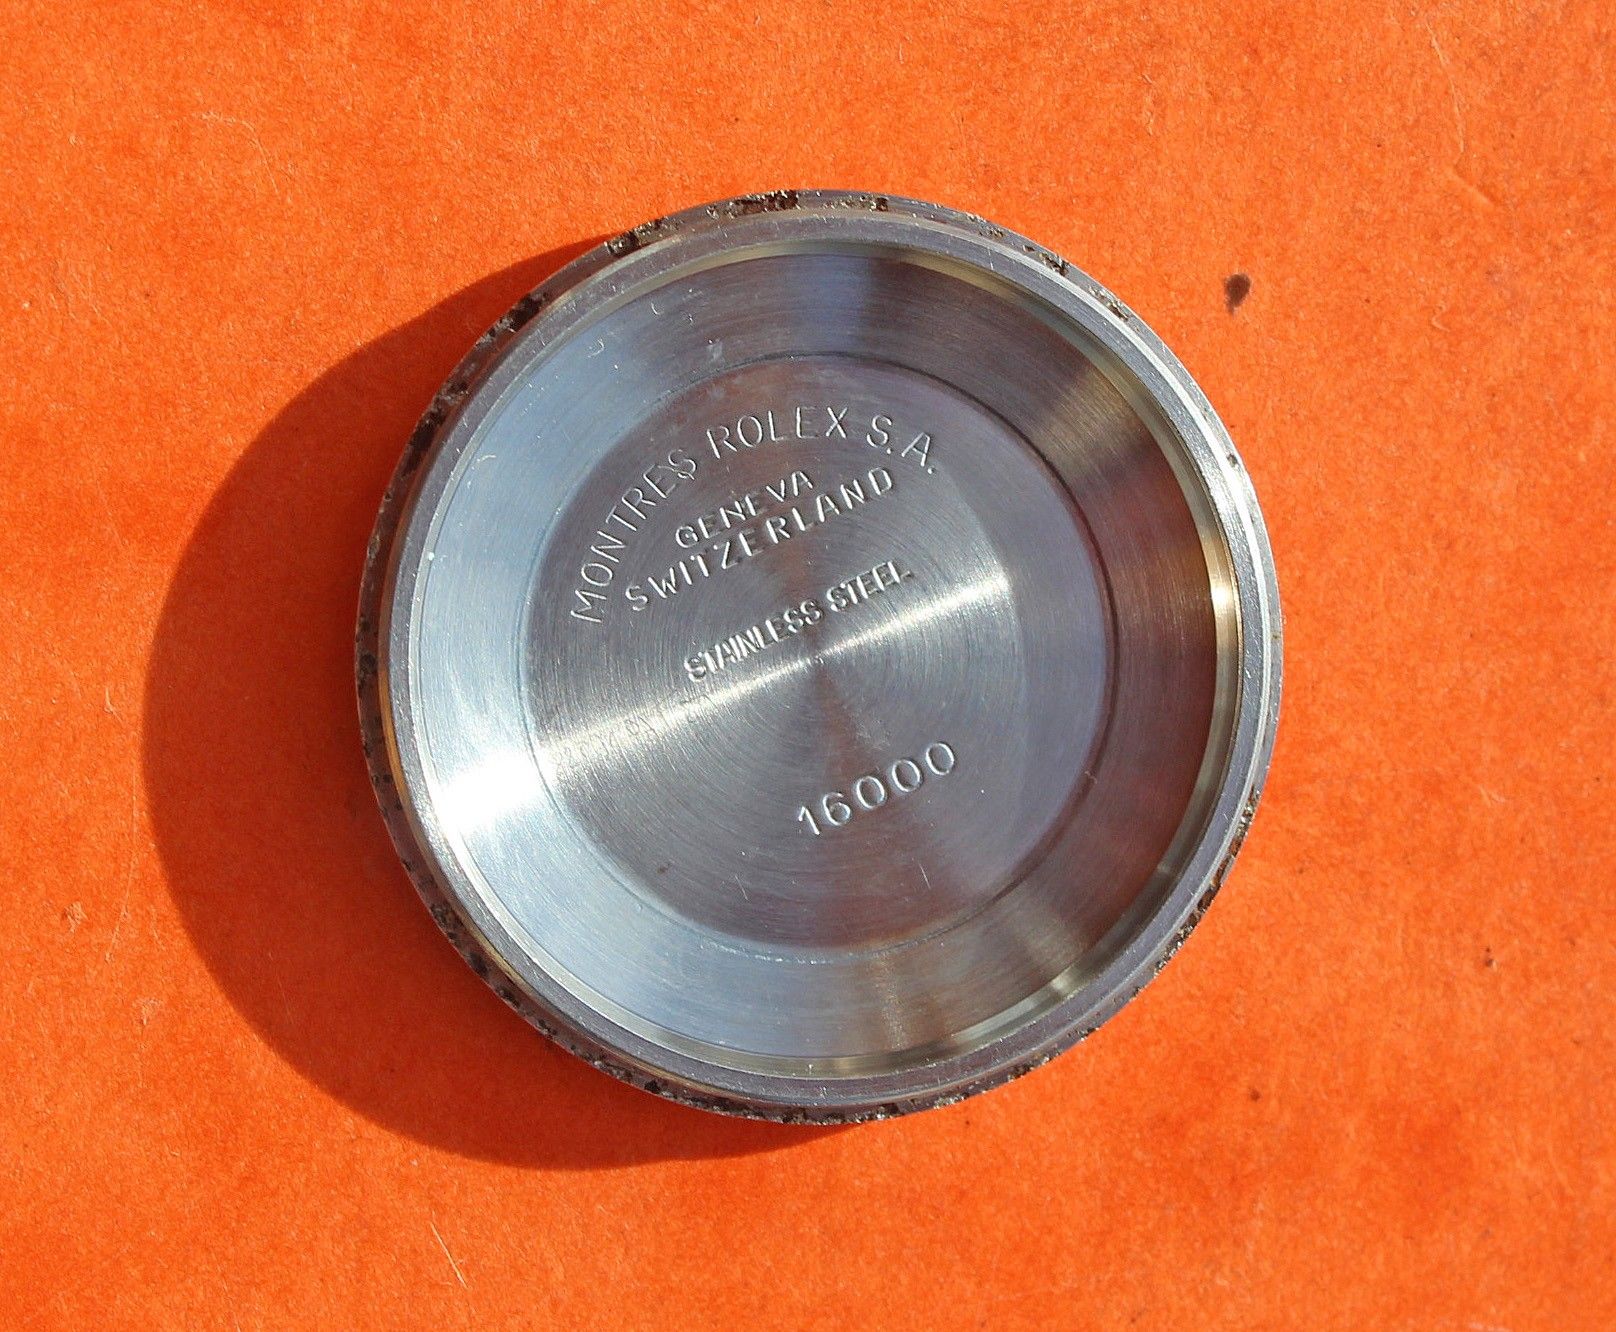 MONTRES ROLEX S.A.
GENEVA
SWITZERLAND
STAINLESS STEEL
16000